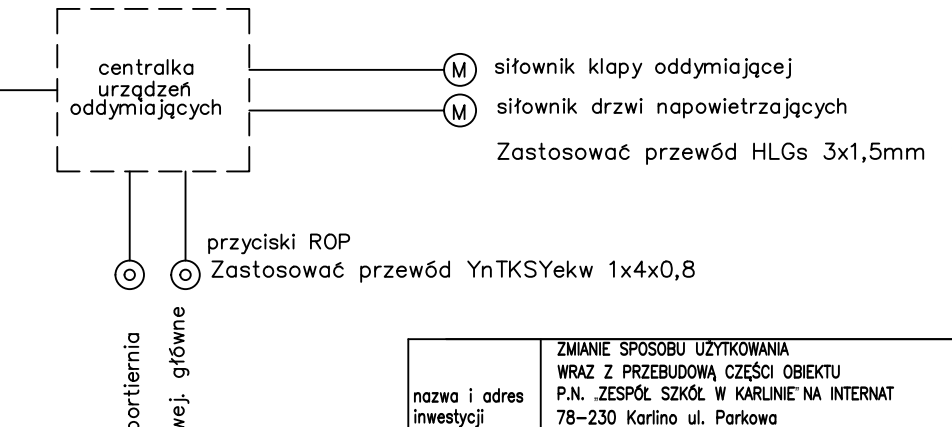 centralka
urządzeń
oddymiających
M siłownik klapy oddymiającej
M siłownik drzwi napowietrzających
Zastosować przewód HLGs 3x1,5mm
przyciski ROP
Zastosować przewód YnTKSYekw 1x4x0,8
portiernia
wej. główne
nazwa i adres
inwestycji
ZMIANIE SPOSOBU UŻYTKOWANIA
WRAZ Z PRZEBUDOWĄ CZĘŚCI OBIEKTU
P.N. „ZESPÓŁ SZKÓŁ W KARLINIE" NA INTERNAT
78-230 Karlino ul. Parkowa